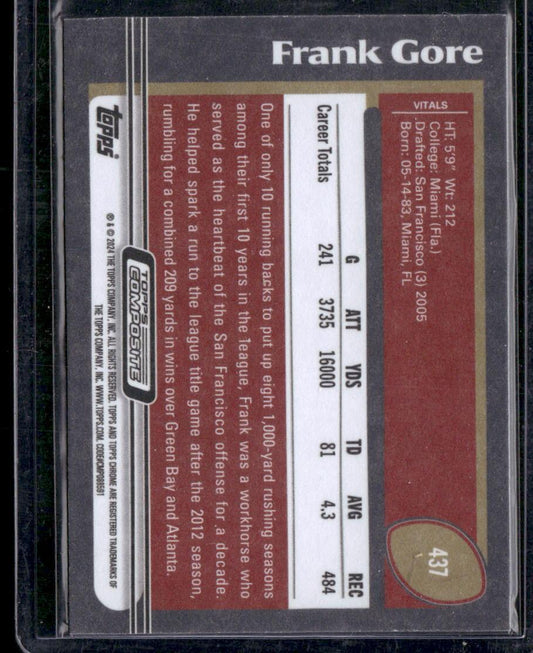 Frank Gore
437
VITALS
HT: 5'9" Wt: 212
College: Miami (Fla.)
Drafted: San Francisco (3) 2005
Born: 05-14-83, Miami, FL
G ATT YDS TD AVG REC
Career Totals 241 3735 16000 81 4.3 484
One of only 10 running backs to put up eight 1,000-yard rushing seasons
among their first 10 years in the league, Frank was a workhorse who
served as the heartbeat of the San Francisco offense for a decade.
He helped spark a run to the league title game after the 2012 season,
rumbling for a combined 209 yards in wins over Green Bay and Atlanta.
TOPPS
COMPOSITE
Topps
® & © 2024 THE TOPPS COMPANY, INC. ALL RIGHTS RESERVED. TOPPS AND TOPPS CHROME ARE REGISTERED TRADEMARKS OF
THE TOPPS COMPANY, INC. WWW.TOPPS.COM. CODE#CMP088591